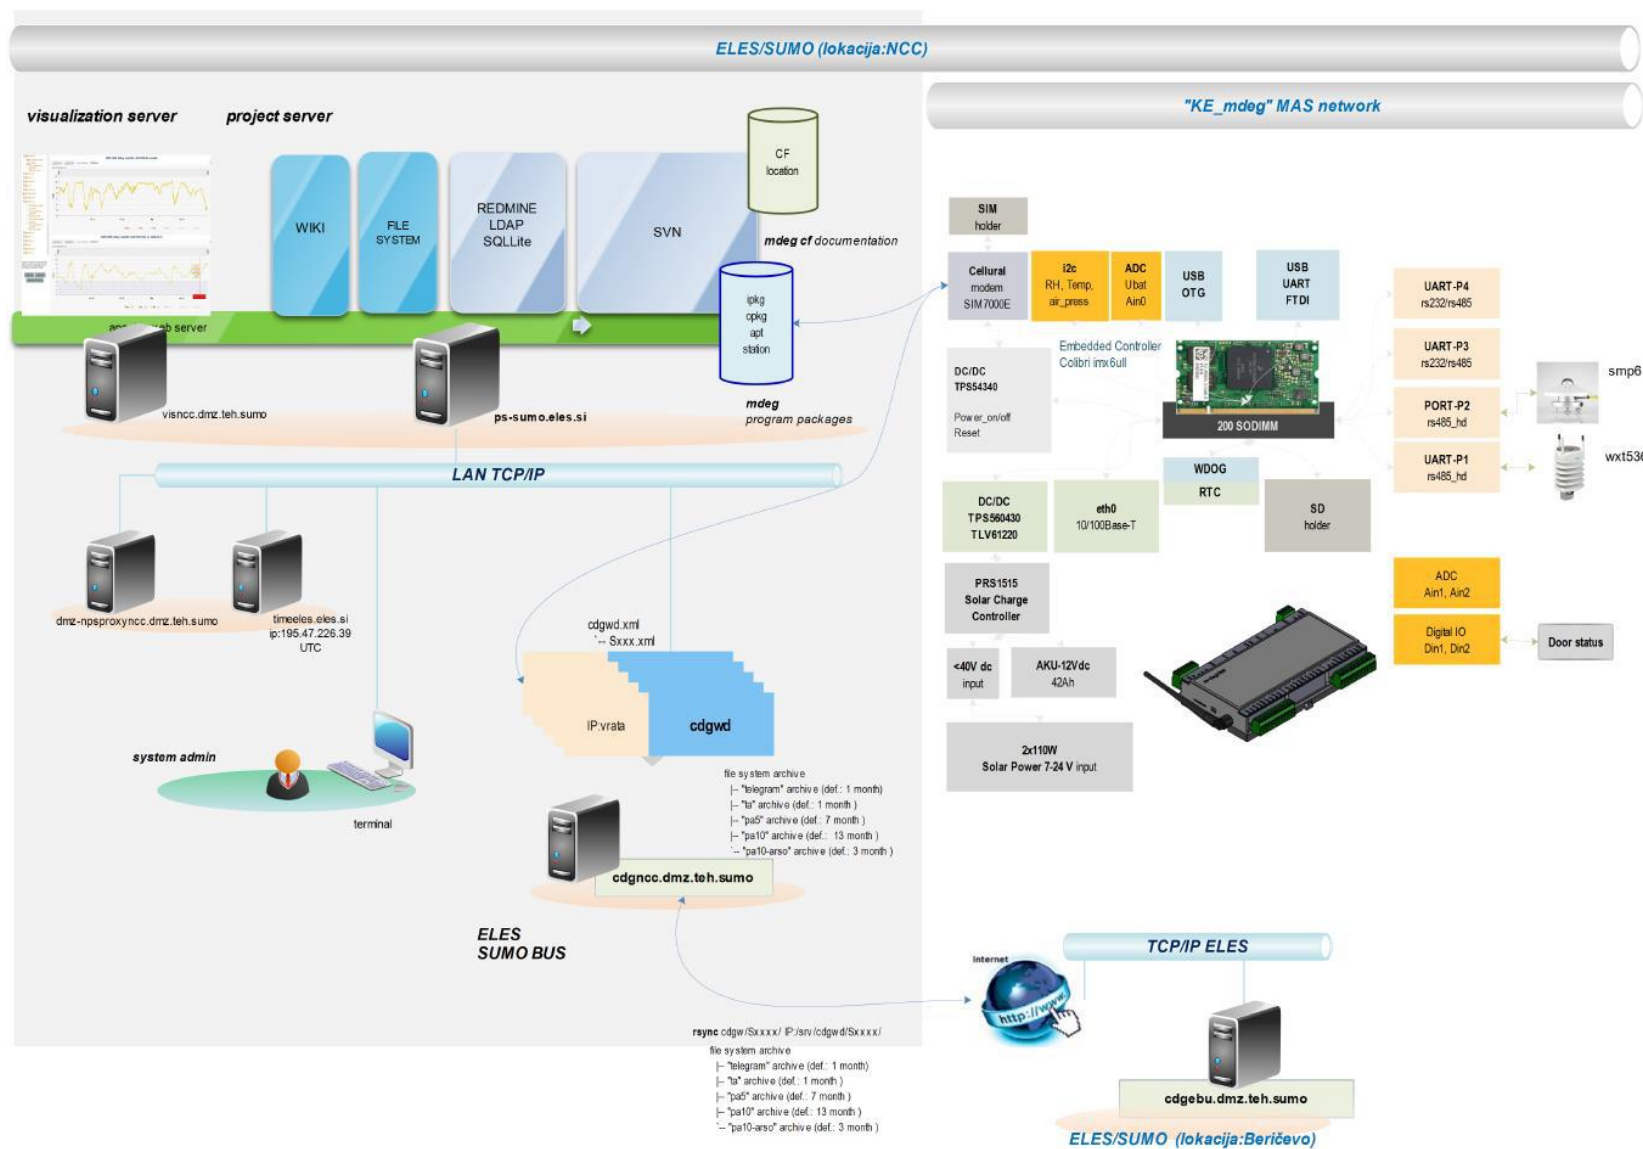 ELES/SUMO (lokacija:NCC)
"KE_mdeg" MAS network
visualization server
project server
WIKI
FILE
SYSTEM
REDMINE
LDAP
SQLLite
SVN
CF
location
mdeg cf documentation
ipkg
opkg
apt
station
mdeg
program packages
web server
visncc.dmz.teh.sumo
ps-sumo.eles.si
LAN TCP/IP
dmz-npsproxyncc.dmz.teh.sumo
timeeles.eles.si
ip:195.47.226.39
UTC
system admin
terminal
cdgwd.xml
`-- Sxxx.xml
IP:vrata
cdgwd
file system archive
|-- "telegram" archive (def.: 1 month)
|-- "ta" archive (def.: 1 month )
|-- "pa5" archive (def.: 7 month )
|-- "pa10" archive (def.: 13 month )
`-- "pa10-arso" archive (def.: 3 month )
cdgncc.dmz.teh.sumo
ELES
SUMO BUS
rsync cdgw/Sxxxx/ IP:/srv/cdgwd/Sxxxx/
file system archive
|-- "telegram" archive (def.: 1 month)
|-- "ta" archive (def.: 1 month )
|-- "pa5" archive (def.: 7 month )
|-- "pa10" archive (def.: 13 month )
`-- "pa10-arso" archive (def.: 3 month )
SIM
holder
Cellural
modem
SIM7000E
i2c
RH, Temp,
air_press
ADC
Ubat
Ain0
USB
OTG
USB
UART
FTDI
Embedded Controller
Colibri imx6ull
DC/DC
TPS54340
Power_on/off
Reset
200 SODIMM
WDOG
RTC
DC/DC
TPS560430
TLV61220
eth0
10/100Base-T
SD
holder
PRS1515
Solar Charge
Controller
<40V dc
input
AKU-12Vdc
42Ah
2x110W
Solar Power 7-24 V input
UART-P4
rs232/rs485
UART-P3
rs232/rs485
PORT-P2
rs485_hd
UART-P1
rs485_hd
smp6
wxt536
ADC
Ain1, Ain2
Digital IO
Din1, Din2
Door status
Internet
http://www.
TCP/IP ELES
cdgebu.dmz.teh.sumo
ELES/SUMO (lokacija:Beričevo)